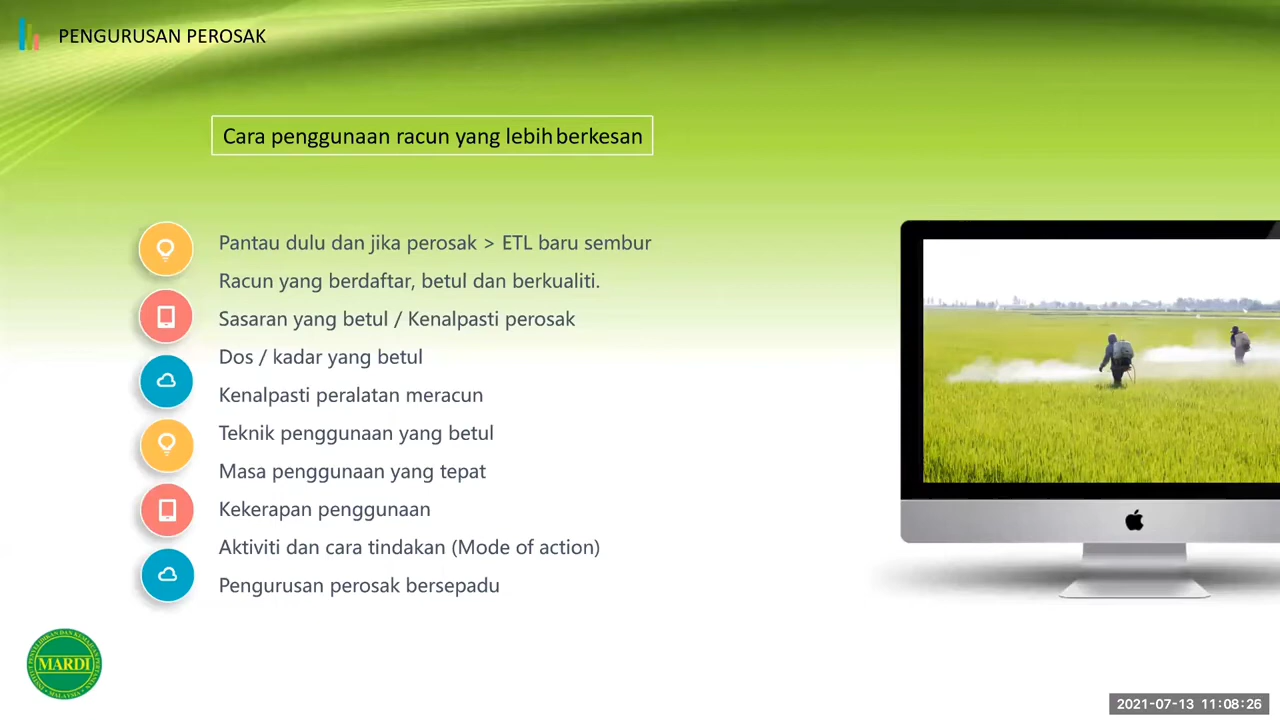 PENGURUSAN PEROSAK
Cara penggunaan racun yang lebih berkesan
Pantau dulu dan jika perosak > ETL baru sembur
Racun yang berdaftar, betul dan berkualiti.
Sasaran yang betul / Kenalpasti perosak
Dos / kadar yang betul
Kenalpasti peralatan meracun
Teknik penggunaan yang betul
Masa penggunaan yang tepat
Kekerapan penggunaan
Aktiviti dan cara tindakan (Mode of action)
Pengurusan perosak bersepadu
MARDI
MALAYSIA
2021-07-13 11:08:26